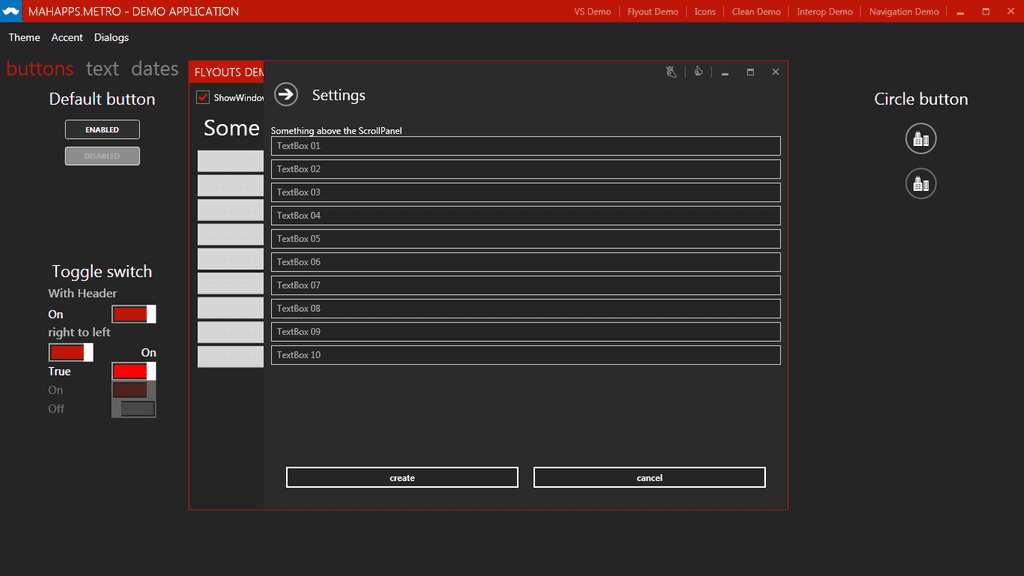 MAHAPPS.METRO - DEMO APPLICATION
VS Demo
Flyout Demo
Icons
Clean Demo
Interop Demo
Navigation Demo
Theme
Accent
Dialogs
buttons text dates
Default button
ENABLED
DISABLED
Toggle switch
With Header
On
right to left
On
True
On
Off
FLYOUTS DEM
ShowWindow
Some
Settings
Something above the ScrollPanel
TextBox 01
TextBox 02
TextBox 03
TextBox 04
TextBox 05
TextBox 06
TextBox 07
TextBox 08
TextBox 09
TextBox 10
create
cancel
Circle button